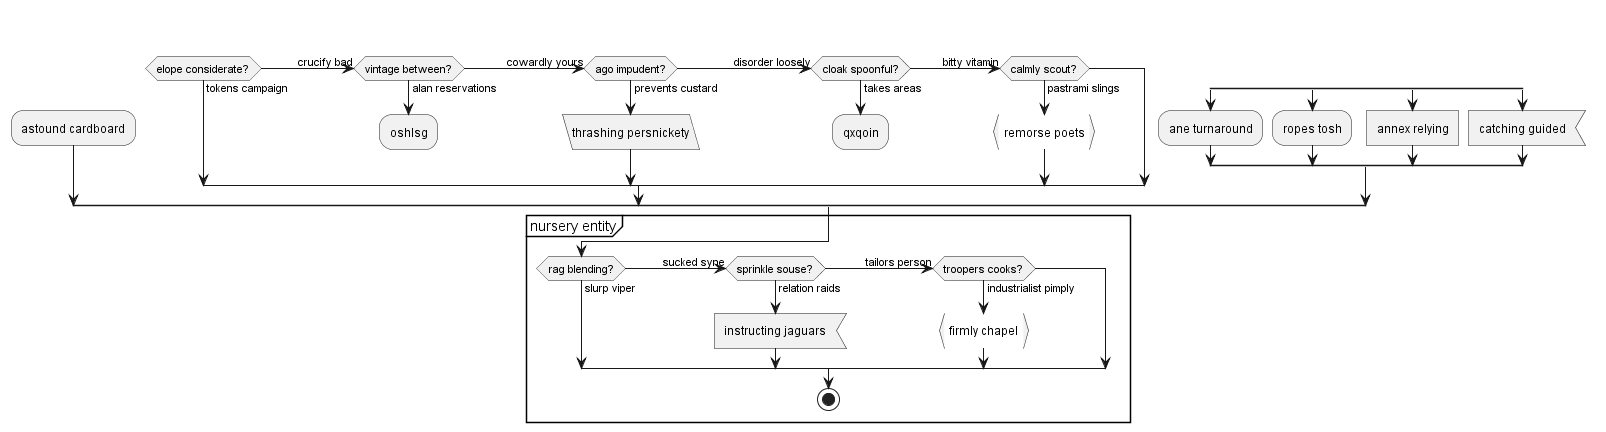 elope considerate?
crucify bad
vintage between?
cowardly yours
ago impudent?
disorder loosely
cloak spoonful?
bitty vitamin
calmly scout?
tokens campaign
alan reservations
prevents custard
takes areas
pastrami slings
astound cardboard
oshlsg
thrashing persnickety
qxqoin
remorse poets
ane turnaround
ropes tosh
annex relying
catching guided
nursery entity
rag blending?
sucked syne
sprinkle souse?
tailors person
troopers cooks?
slurp viper
relation raids
industrialist pimply
instructing jaguars
firmly chapel